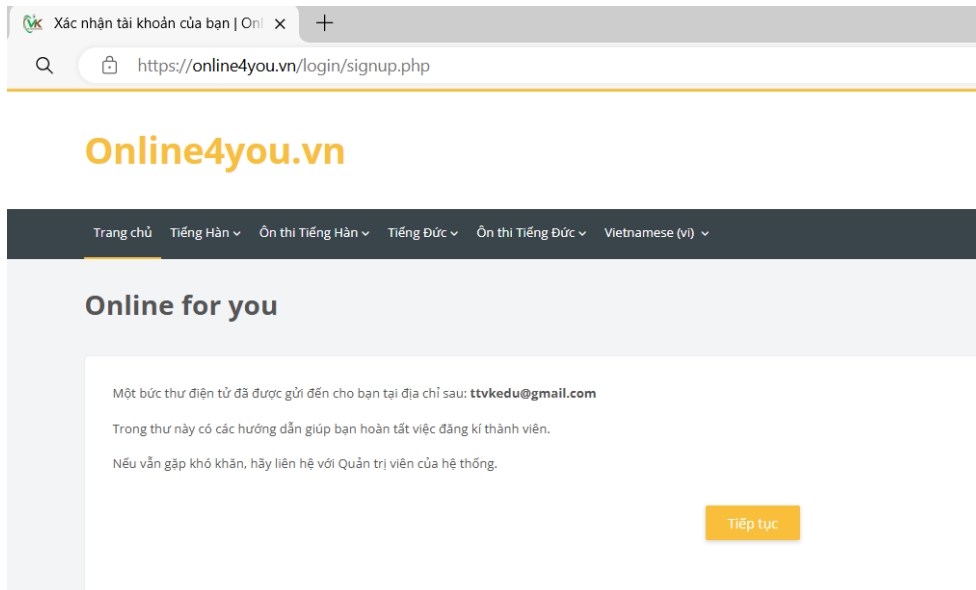 Xác nhận tài khoản của bạn | Onl
https://online4you.vn/login/signup.php
Online4you.vn
Trang chủ Tiếng Hàn Ôn thi Tiếng Hàn Tiếng Đức Ôn thi Tiếng Đức Vietnamese (vi)
Online for you
Một bức thư điện tử đã được gửi đến cho bạn tại địa chỉ sau: ttvkedu@gmail.com
Trong thư này có các hướng dẫn giúp bạn hoàn tất việc đăng kí thành viên.
Nếu vẫn gặp khó khăn, hãy liên hệ với Quản trị viên của hệ thống.
Tiếp tục